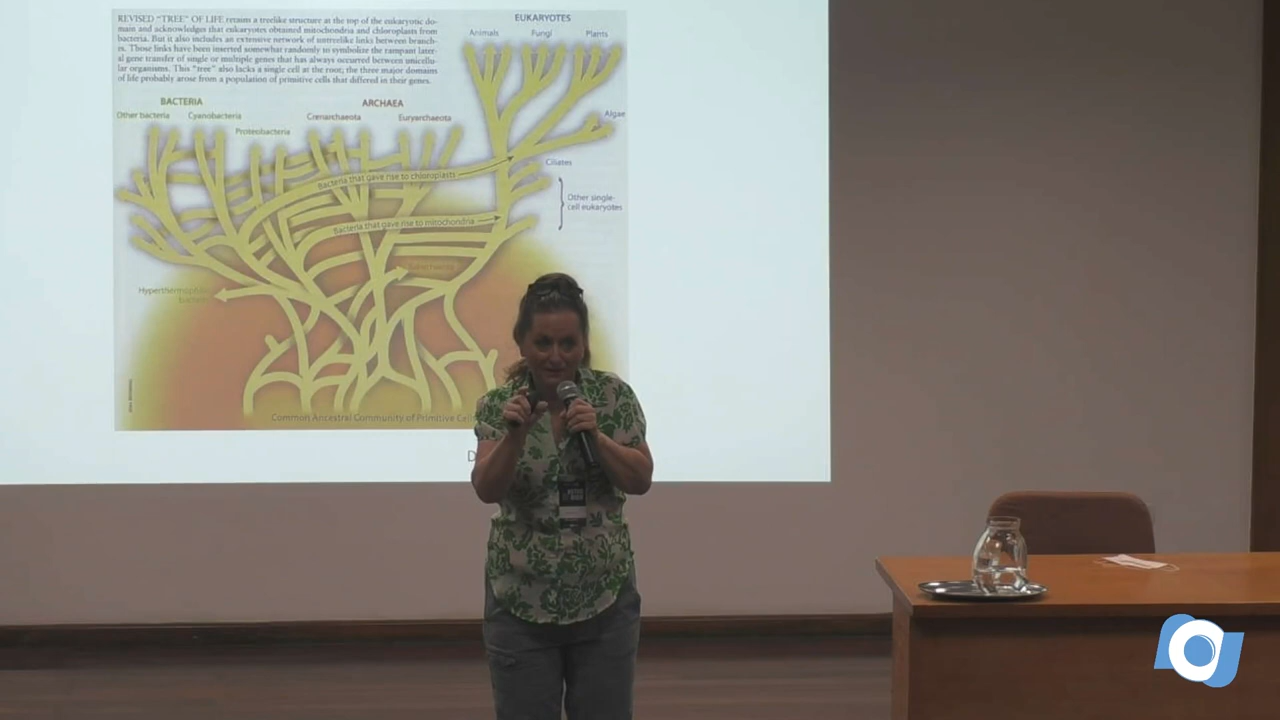 REVISED "TREE" OF LIFE retains a treelike structure at the top of the eukaryotic do-
main and acknowledges that eukaryotes obtained mitochondria and chloroplasts from
bacteria. But it also includes an extensive network of untreelike links between branch-
es. Those links have been inserted somewhat randomly to symbolize the rampant later-
al gene transfer of single or multiple genes that has always occurred between unicellu-
lar organisms. This "tree" also lacks a single cell at the root; the three major domains
of life probably arose from a population of primitive cells that differed in their genes.
EUKARYOTES
Animals Fungi Plants
BACTERIA
ARCHAEA
Other bacteria Cyanobacteria
Crenarchaeota Euryarchaeota
Algae
Proteobacteria
Ciliates
Bacteria that gave rise to chloroplasts
Other single-
cell eukaryotes
Bacteria that gave rise to mitochondria
Common Ancestral Community of Primitive Cells